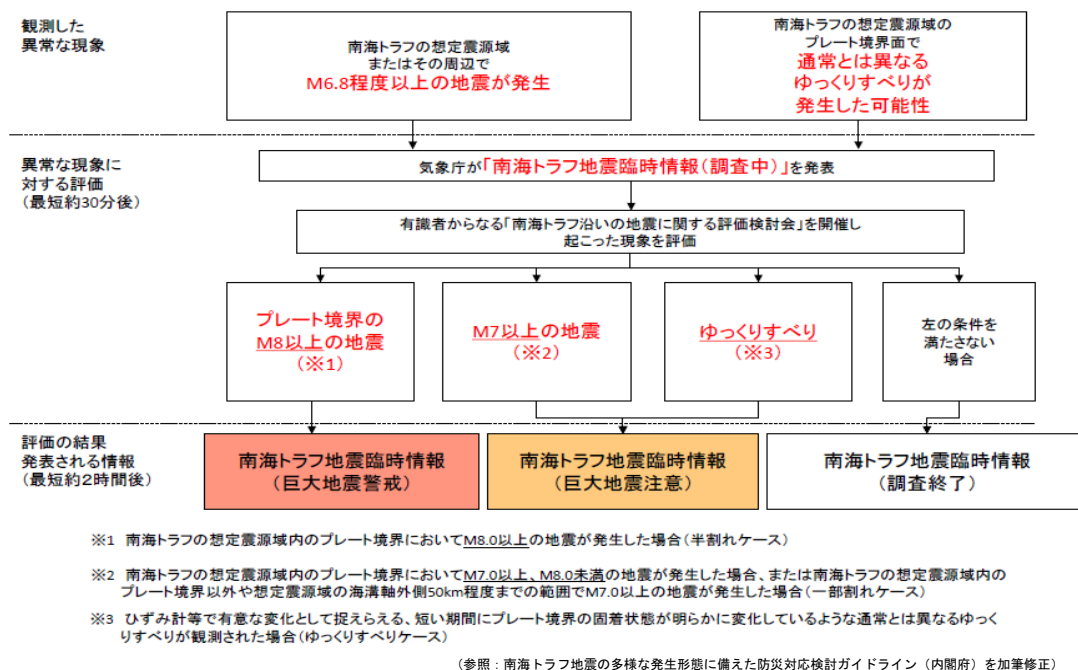 観測した
異常な現象
南海トラフの想定震源域
またはその周辺で
M6.8程度以上の地震が発生
南海トラフの想定震源域の
プレート境界面で
通常とは異なる
ゆっくりすべりが
発生した可能性
異常な現象に
対する評価
(最短約30分後)
気象庁が「南海トラフ地震臨時情報(調査中)」を発表
有識者からなる「南海トラフ沿いの地震に関する評価検討会」を開催し
起こった現象を評価
プレート境界の
M8以上の地震
(※1)
M7以上の地震
(※2)
ゆっくりすべり
(※3)
左の条件を
満たさない
場合
評価の結果
発表される情報
(最短約2時間後)
南海トラフ地震臨時情報
(巨大地震警戒)
南海トラフ地震臨時情報
(巨大地震注意)
南海トラフ地震臨時情報
(調査終了)
※1 南海トラフの想定震源域内のプレート境界においてM8.0以上の地震が発生した場合(半割れケース)
※2 南海トラフの想定震源域内のプレート境界においてM7.0以上、M8.0未満の地震が発生した場合、または南海トラフの想定震源域内の
プレート境界以外や想定震源域の海溝軸外側50km程度までの範囲でM7.0以上の地震が発生した場合(一部割れケース)
※3 ひずみ計等で有意な変化として捉えらえる、短い期間にプレート境界の固着状態が明らかに変化しているような通常とは異なるゆっく
りすべりが観測された場合(ゆっくりすべりケース)
(参照:南海トラフ地震の多様な発生形態に備えた防災対応検討ガイドライン(内閣府)を加筆修正)